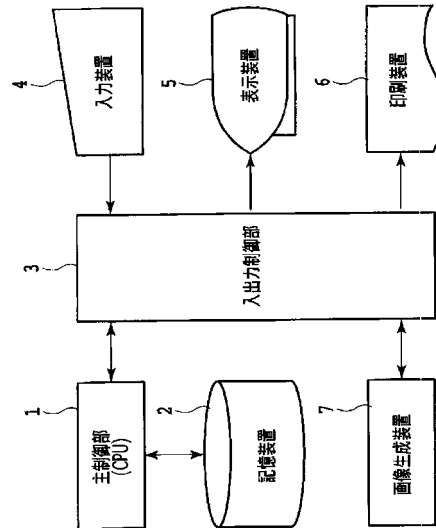 1
3
4
主制御部
(CPU)
入力装置
2
5
記憶装置
入出力制御部
表示装置
7
6
画像生成装置
印刷装置